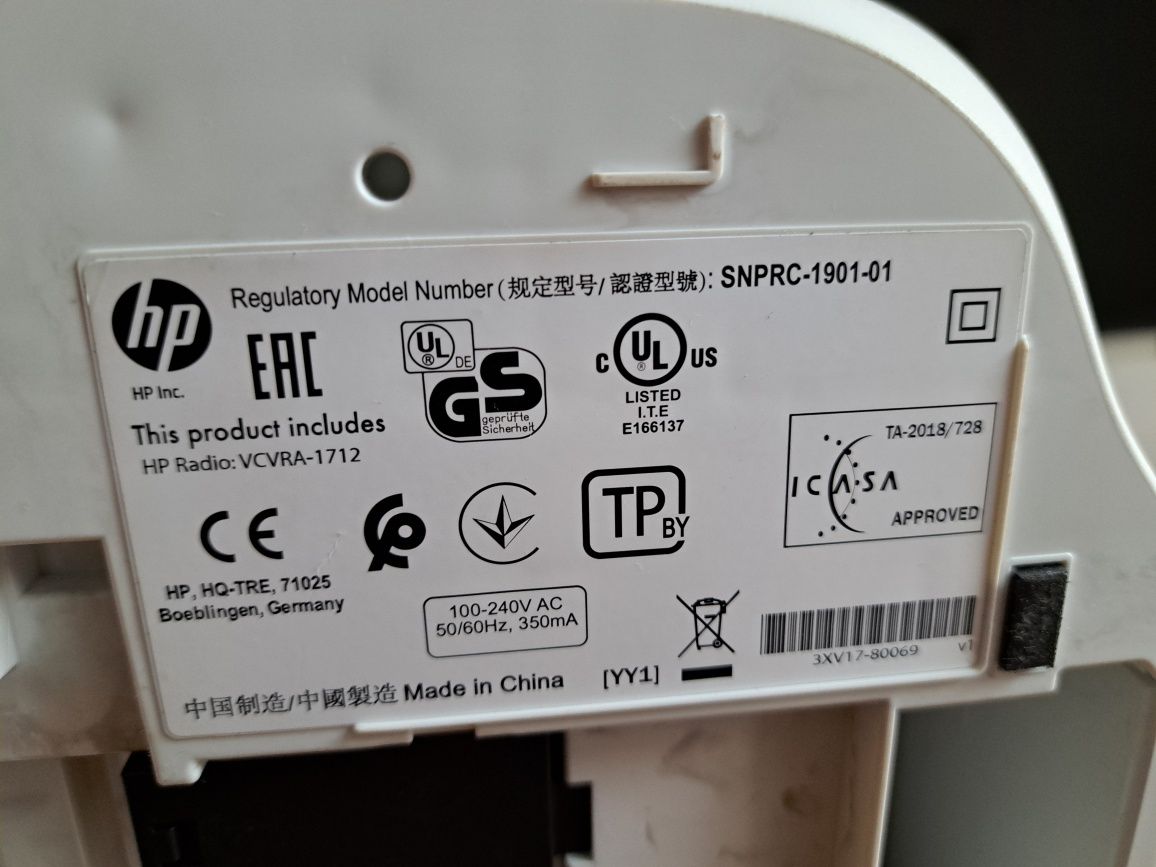 hp
HP Inc.
Regulatory Model Number (规定型号/ 認證型號): SNPRC-1901-01
EAC
UL ® DE
GS
geprüfte
Sicherheit
C UL ® US
LISTED
I.T.E
E166137
This product includes
HP Radio: VCVRA-1712
TA-2018/728
ICASA
APPROVED
CE
TP BY
HP, HQ-TRE, 71025
Boeblingen, Germany
100-240V AC
50/60Hz, 350mA
3XV17-80069 v1
中国制造/中國製造 Made in China [YY1]